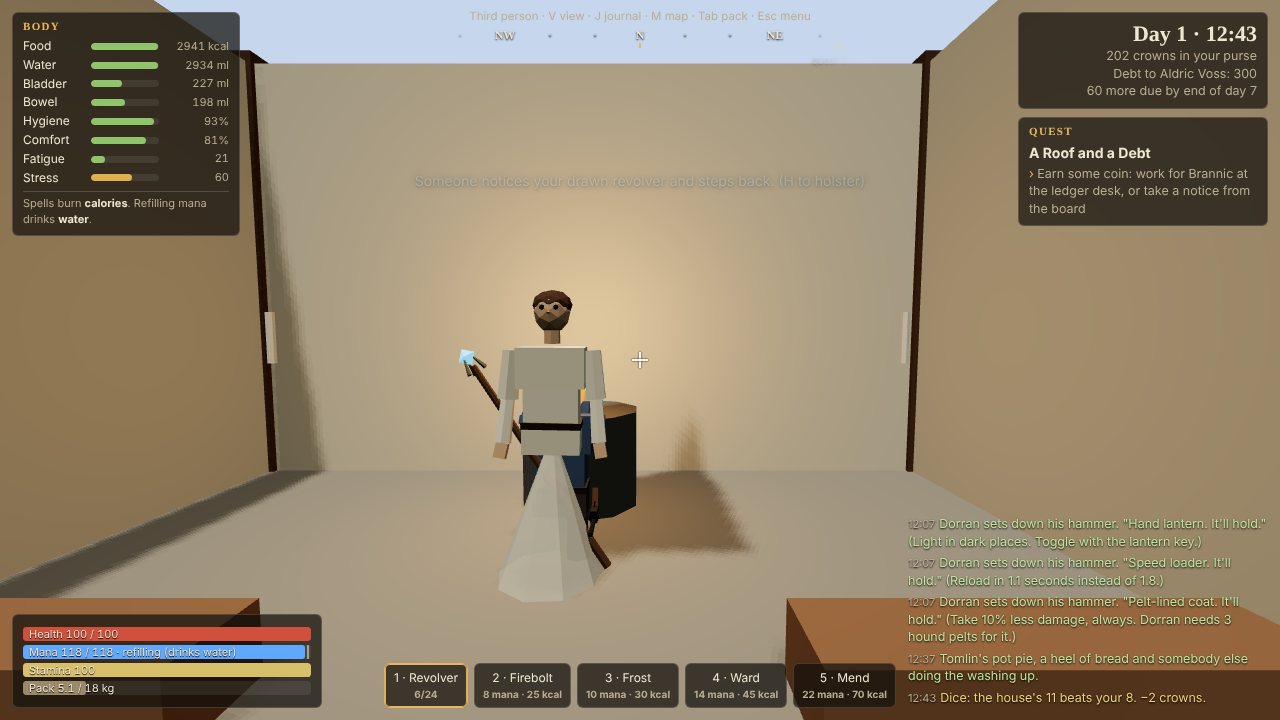 Third person · V view · J journal · M map · Tab pack · Esc menu
NW N NE
BODY
Food 2941 kcal
Water 2934 ml
Bladder 227 ml
Bowel 198 ml
Hygiene 93%
Comfort 81%
Fatigue 21
Stress 60
Spells burn calories. Refilling mana
drinks water.
Day 1 · 12:43
202 crowns in your purse
Debt to Aldric Voss: 300
60 more due by end of day 7
QUEST
A Roof and a Debt
› Earn some coin: work for Brannic at
the ledger desk, or take a notice from
the board
Someone notices your drawn revolver and steps back. (H to holster)
12:07 Dorran sets down his hammer. "Hand lantern. It'll hold."
(Light in dark places. Toggle with the lantern key.)
12:07 Dorran sets down his hammer. "Speed loader. It'll
hold." (Reload in 1.1 seconds instead of 1.8.)
12:07 Dorran sets down his hammer. "Pelt-lined coat. It'll
hold." (Take 10% less damage, always. Dorran needs 3
hound pelts for it.)
12:37 Tomlin's pot pie, a heel of bread and somebody else
doing the washing up.
12:43 Dice: the house's 11 beats your 8. −2 crowns.
Health 100 / 100
Mana 118 / 118 · refilling (drinks water)
Stamina 100
Pack 5.1 / 18 kg
1 · Revolver
6/24
2 · Firebolt
8 mana · 25 kcal
3 · Frost
10 mana · 30 kcal
4 · Ward
14 mana · 45 kcal
5 · Mend
22 mana · 70 kcal